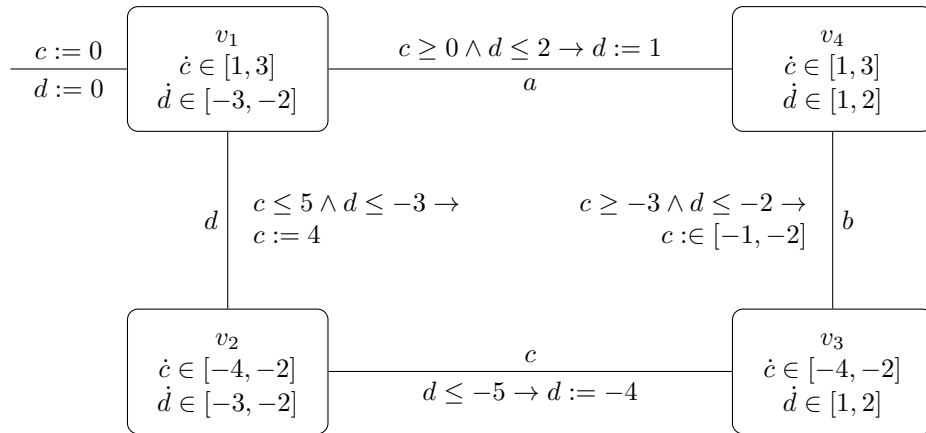 c := 0
d := 0
v₁
ċ ∈ [1, 3]
ḋ ∈ [−3, −2]
c ≥ 0 ∧ d ≤ 2 → d := 1
a
v₄
ċ ∈ [1, 3]
ḋ ∈ [1, 2]
d
c ≤ 5 ∧ d ≤ −3 →
c := 4
c ≥ −3 ∧ d ≤ −2 →
c :∈ [−1, −2]
b
v₂
ċ ∈ [−4, −2]
ḋ ∈ [−3, −2]
c
d ≤ −5 → d := −4
v₃
ċ ∈ [−4, −2]
ḋ ∈ [1, 2]